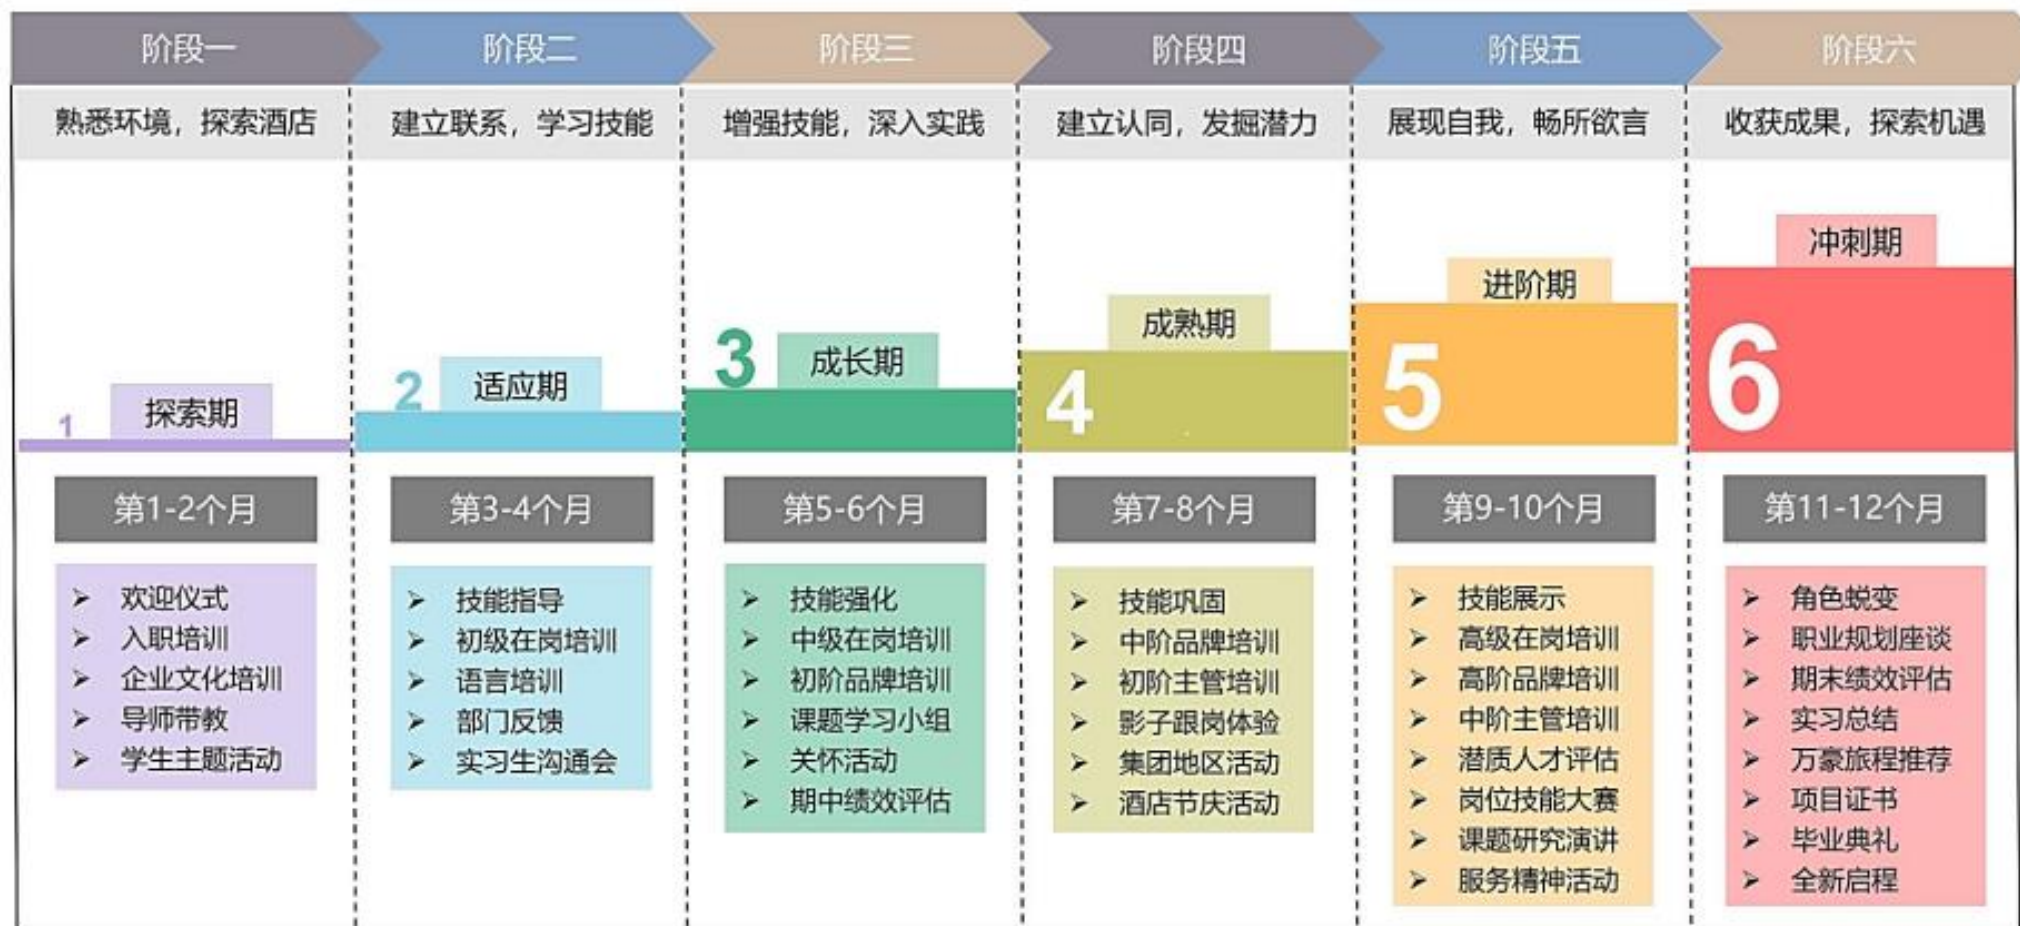 阶段一
阶段二
阶段三
阶段四
阶段五
阶段六
熟悉环境，探索酒店
建立联系，学习技能
增强技能，深入实践
建立认同，发掘潜力
展现自我，畅所欲言
收获成果，探索机遇
1
探索期
2
适应期
3
成长期
4
成熟期
5
进阶期
6
冲刺期
第1-2个月
第3-4个月
第5-6个月
第7-8个月
第9-10个月
第11-12个月
欢迎仪式
入职培训
企业文化培训
导师带教
学生主题活动
技能指导
初级在岗培训
语言培训
部门反馈
实习生沟通会
技能强化
中级在岗培训
初阶品牌培训
课题学习小组
关怀活动
期中绩效评估
技能巩固
中阶品牌培训
初阶主管培训
影子跟岗体验
集团地区活动
酒店节庆活动
技能展示
高级在岗培训
高阶品牌培训
中阶主管培训
潜质人才评估
岗位技能大赛
课题研究演讲
服务精神活动
角色蜕变
职业规划座谈
期末绩效评估
实习总结
万豪旅程推荐
项目证书
毕业典礼
全新启程